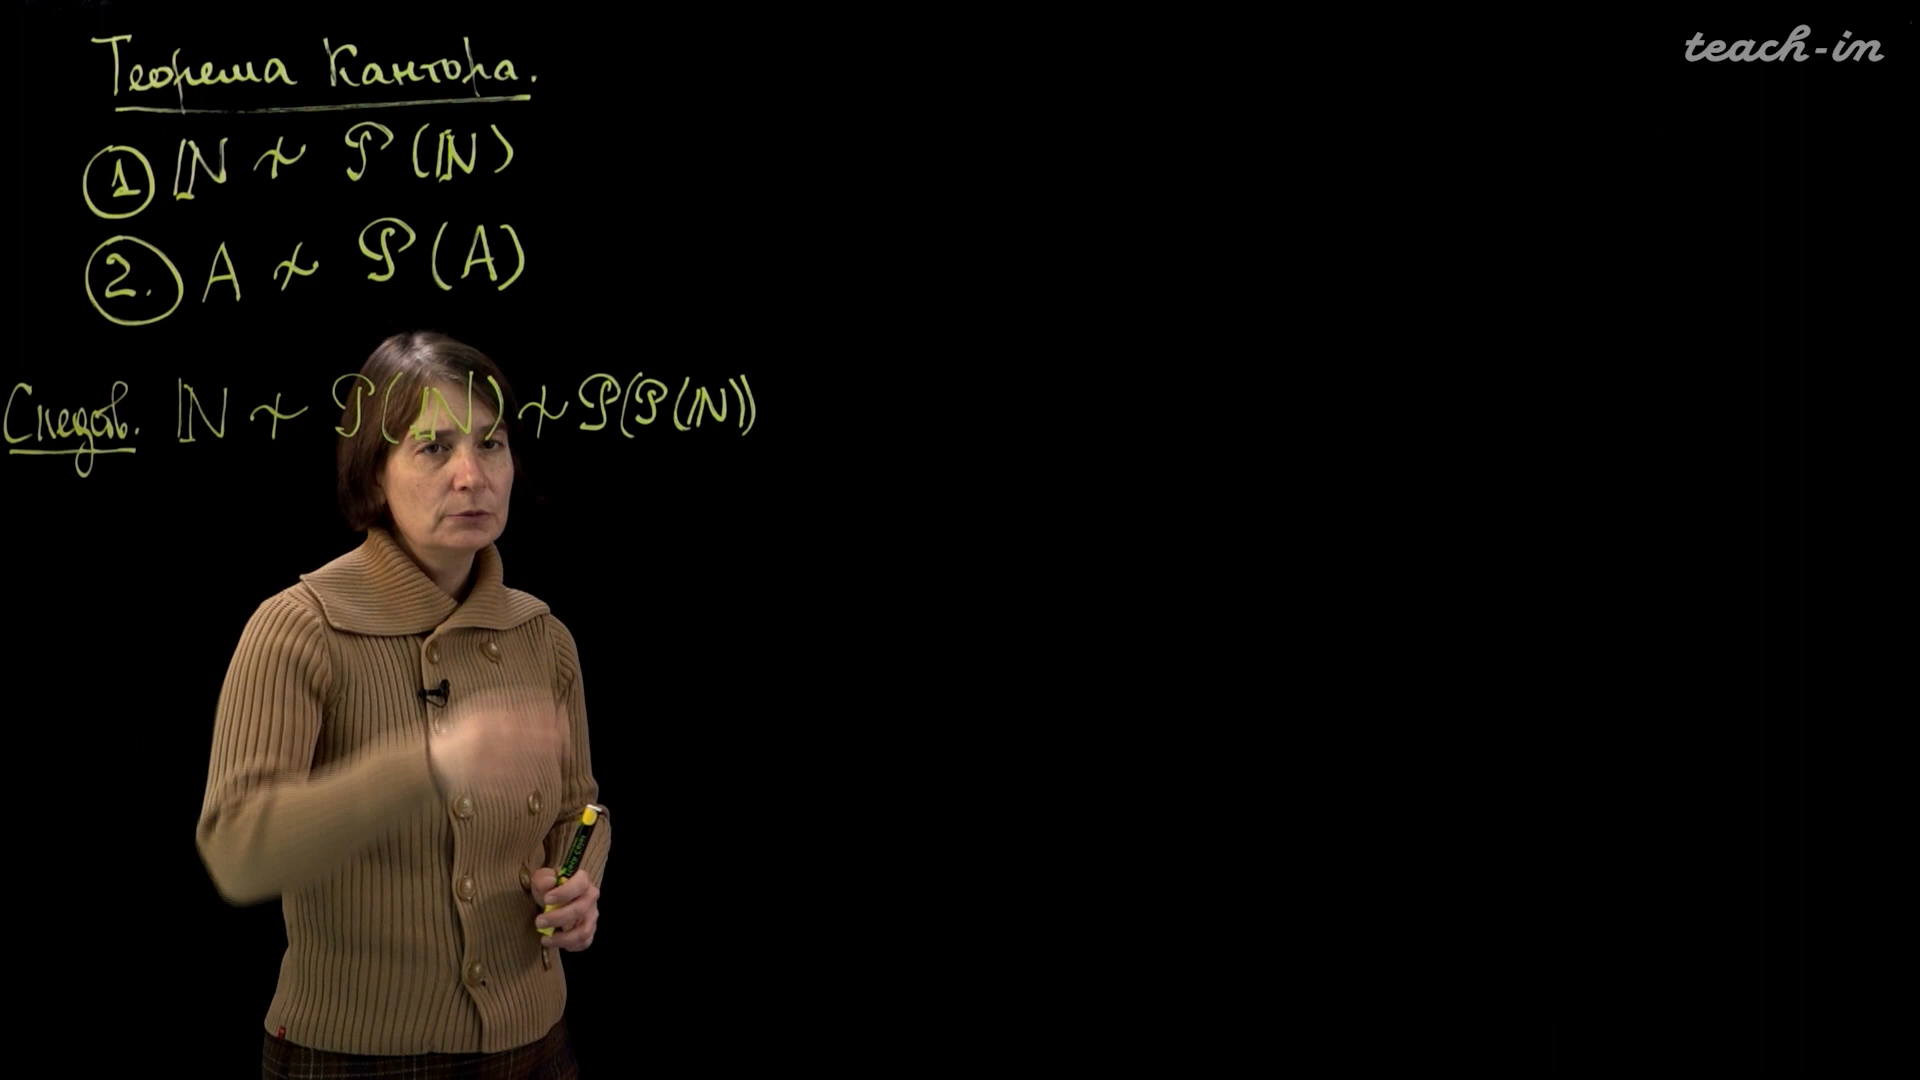 teach-in
Теорема Кантора.
① ℕ ≁ 𝒫(ℕ)
②. A ≁ 𝒫(A)
Следств. ℕ ≁ 𝒫(ℕ) ≁ 𝒫(𝒫(ℕ))